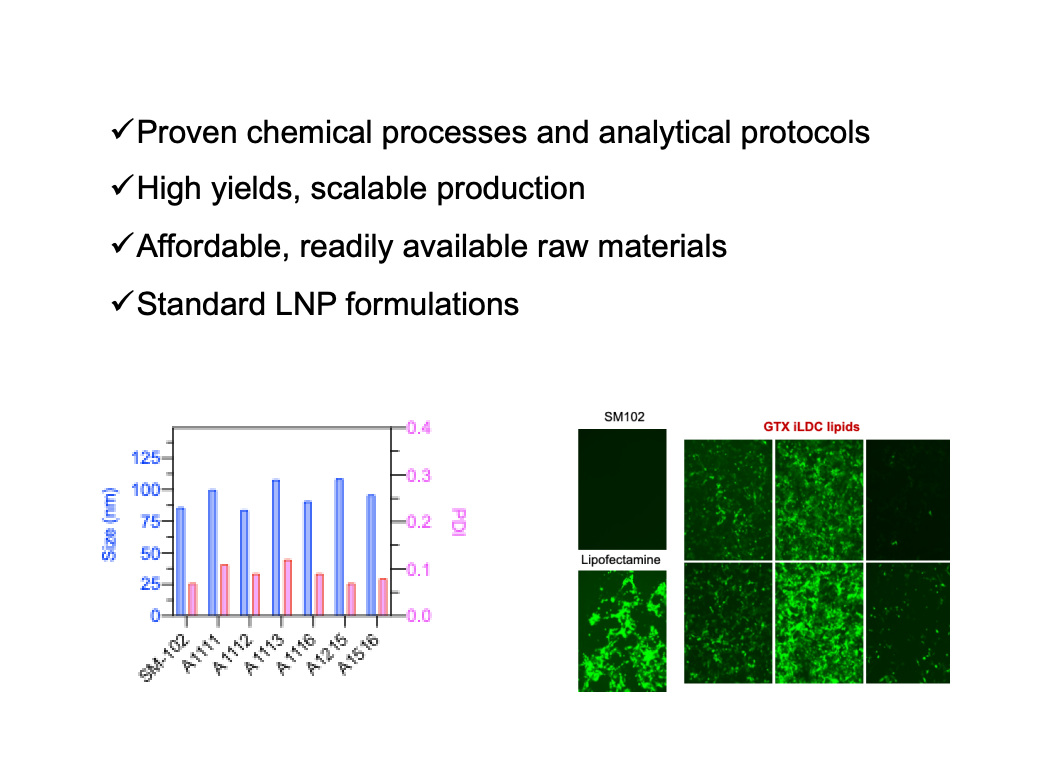 ✓Proven chemical processes and analytical protocols
✓High yields, scalable production
✓Affordable, readily available raw materials
✓Standard LNP formulations
SM102
GTX iLDC lipids
Lipofectamine
Size (nm)
125
100
75
50
25
0
0.4
0.3
0.2
0.1
0.0
PDI
SM-102
A1111
A1112
A1113
A1116
A1215
A1516